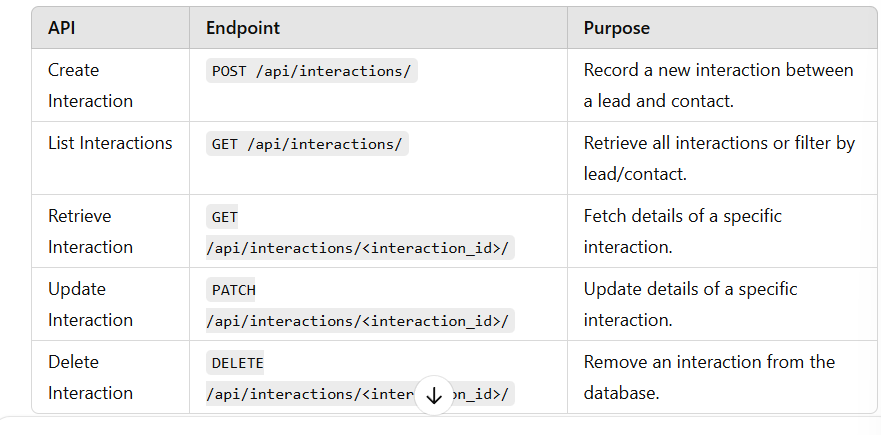 API Endpoint Purpose
Create POST /api/interactions/ Record a new interaction between
Interaction a lead and contact.
List Interactions GET /api/interactions/ Retrieve all interactions or filter by
lead/contact.
Retrieve GET Fetch details of a specific
Interaction /api/interactions/<interaction_id>/ interaction.
Update PATCH Update details of a specific
Interaction /api/interactions/<interaction_id>/ interaction.
Delete DELETE Remove an interaction from the
Interaction /api/interactions/<inter on_id>/ database.